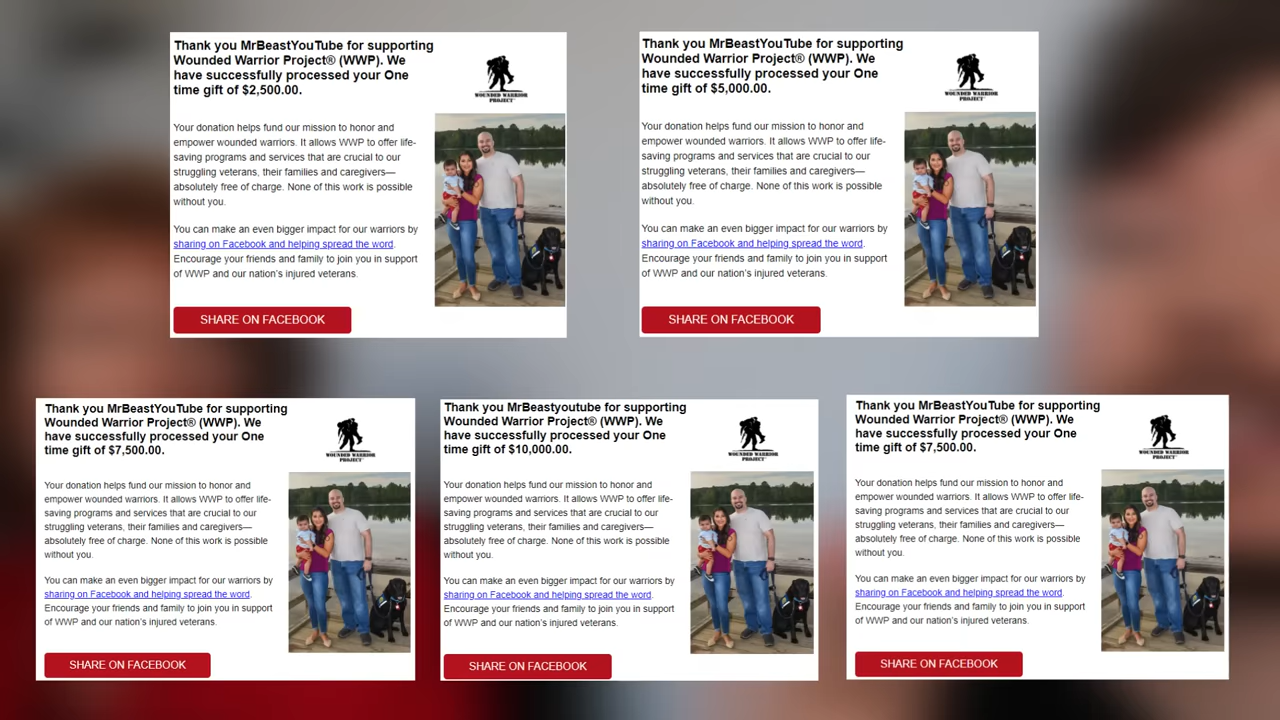 Thank you MrBeastYouTube for supporting
Wounded Warrior Project® (WWP). We
have successfully processed your One
time gift of $2,500.00.
WOUNDED WARRIOR
PROJECT
Your donation helps fund our mission to honor and
empower wounded warriors. It allows WWP to offer life-
saving programs and services that are crucial to our
struggling veterans, their families and caregivers—
absolutely free of charge. None of this work is possible
without you.
You can make an even bigger impact for our warriors by
sharing on Facebook and helping spread the word.
Encourage your friends and family to join you in support
of WWP and our nation's injured veterans.
SHARE ON FACEBOOK
Thank you MrBeastYouTube for supporting
Wounded Warrior Project® (WWP). We
have successfully processed your One
time gift of $5,000.00.
WOUNDED WARRIOR
PROJECT
Your donation helps fund our mission to honor and
empower wounded warriors. It allows WWP to offer life-
saving programs and services that are crucial to our
struggling veterans, their families and caregivers—
absolutely free of charge. None of this work is possible
without you.
You can make an even bigger impact for our warriors by
sharing on Facebook and helping spread the word.
Encourage your friends and family to join you in support
of WWP and our nation's injured veterans.
SHARE ON FACEBOOK
Thank you MrBeastYouTube for supporting
Wounded Warrior Project® (WWP). We
have successfully processed your One
time gift of $7,500.00.
WOUNDED WARRIOR
PROJECT
Your donation helps fund our mission to honor and
empower wounded warriors. It allows WWP to offer life-
saving programs and services that are crucial to our
struggling veterans, their families and caregivers—
absolutely free of charge. None of this work is possible
without you.
You can make an even bigger impact for our warriors by
sharing on Facebook and helping spread the word.
Encourage your friends and family to join you in support
of WWP and our nation's injured veterans.
SHARE ON FACEBOOK
Thank you MrBeastyoutube for supporting
Wounded Warrior Project® (WWP). We
have successfully processed your One
time gift of $10,000.00.
WOUNDED WARRIOR
PROJECT
Your donation helps fund our mission to honor and
empower wounded warriors. It allows WWP to offer life-
saving programs and services that are crucial to our
struggling veterans, their families and caregivers—
absolutely free of charge. None of this work is possible
without you.
You can make an even bigger impact for our warriors by
sharing on Facebook and helping spread the word.
Encourage your friends and family to join you in support
of WWP and our nation's injured veterans.
SHARE ON FACEBOOK
Thank you MrBeastYouTube for supporting
Wounded Warrior Project® (WWP). We
have successfully processed your One
time gift of $7,500.00.
WOUNDED WARRIOR
PROJECT
Your donation helps fund our mission to honor and
empower wounded warriors. It allows WWP to offer life-
saving programs and services that are crucial to our
struggling veterans, their families and caregivers—
absolutely free of charge. None of this work is possible
without you.
You can make an even bigger impact for our warriors by
sharing on Facebook and helping spread the word.
Encourage your friends and family to join you in support
of WWP and our nation's injured veterans.
SHARE ON FACEBOOK